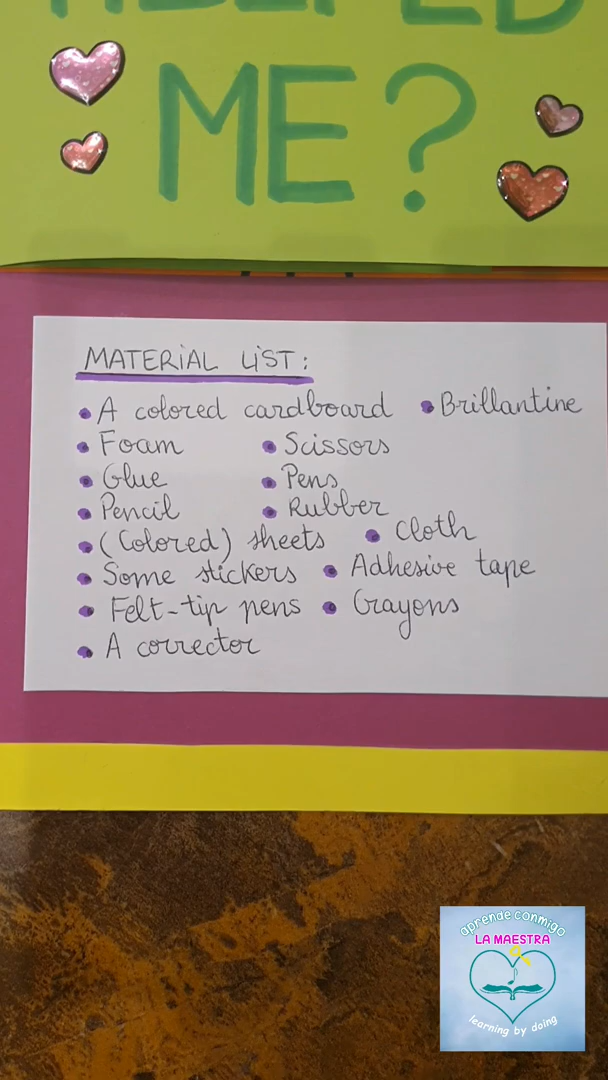 HELPED
ME?
MATERIAL LIST:
• A colored cardboard • Brillantine
• Foam • Scissors
• Glue • Pens
• Pencil • Rubber
• (Colored) sheets • Cloth
• Some stickers • Adhesive tape
• Felt-tip pens • Crayons
• A corrector
aprende conmigo
LA MAESTRA
learning by doing